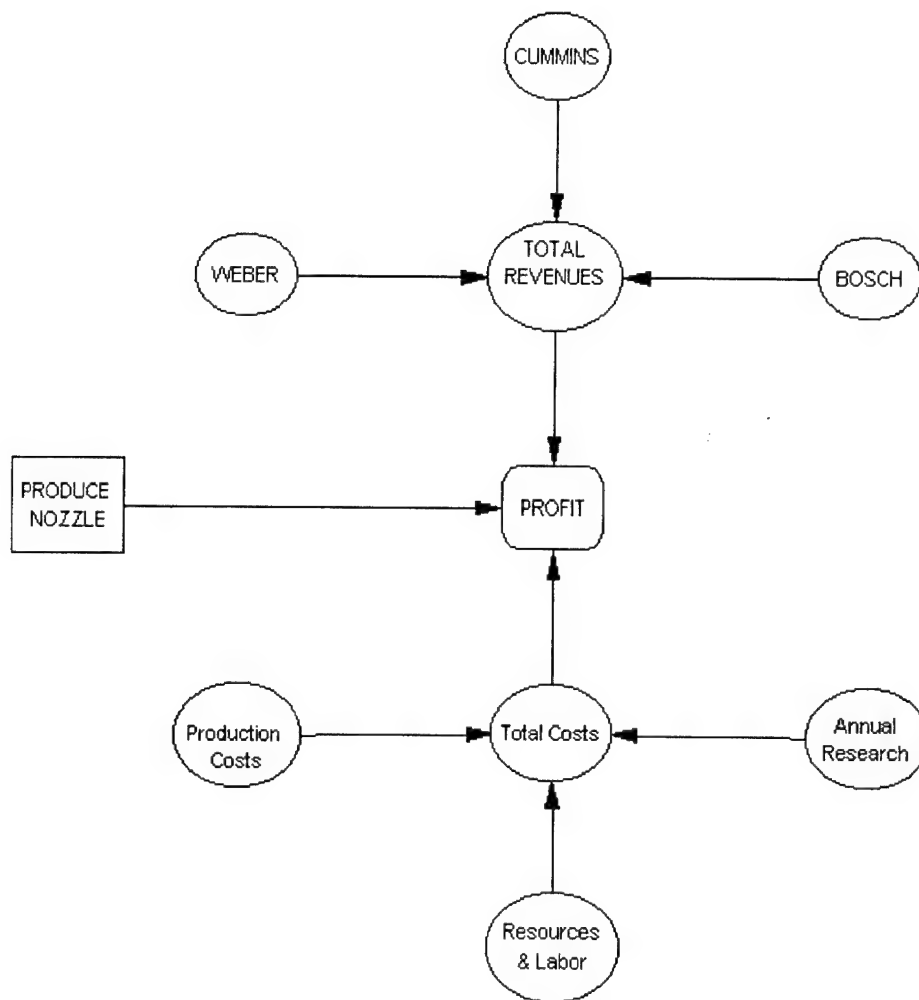 CUMMINS
WEBER
TOTAL
REVENUES
BOSCH
PRODUCE
NOZZLE
PROFIT
Production
Costs
Total Costs
Annual
Research
Resources
& Labor